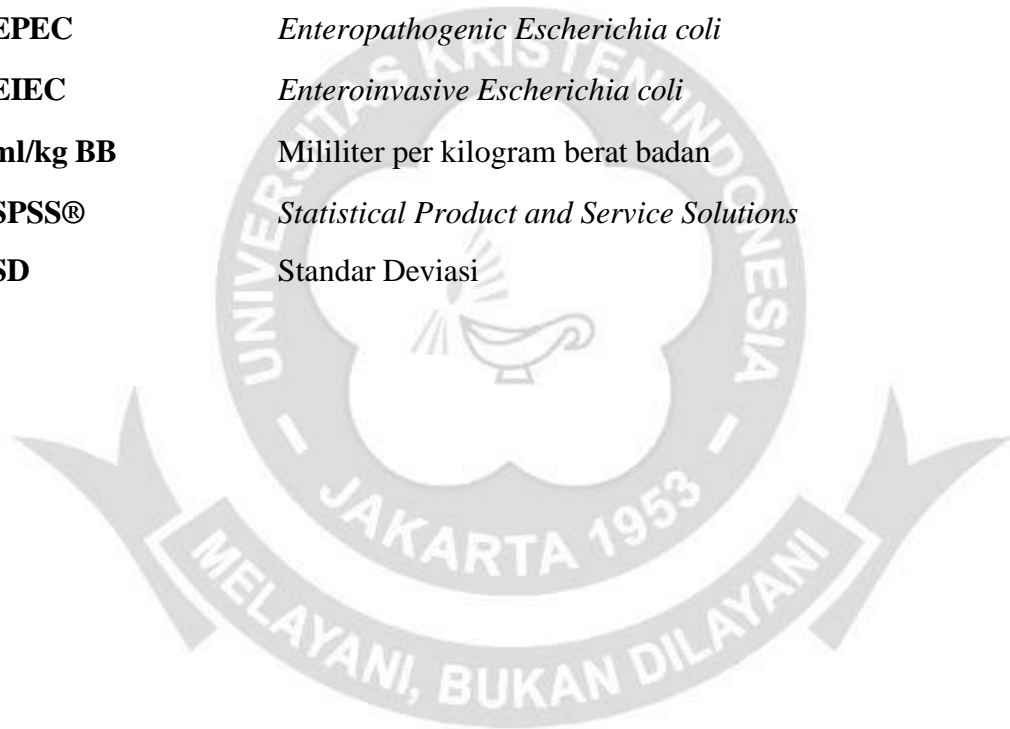 EPEC Enteropathogenic Escherichia coli
EIEC Enteroinvasive Escherichia coli
ml/kg BB Mililiter per kilogram berat badan
SPSS® Statistical Product and Service Solutions
SD Standar Deviasi
UNIVERSITAS KRISTEN INDONESIA
- JAKARTA 1953 -
MELAYANI, BUKAN DILAYANI